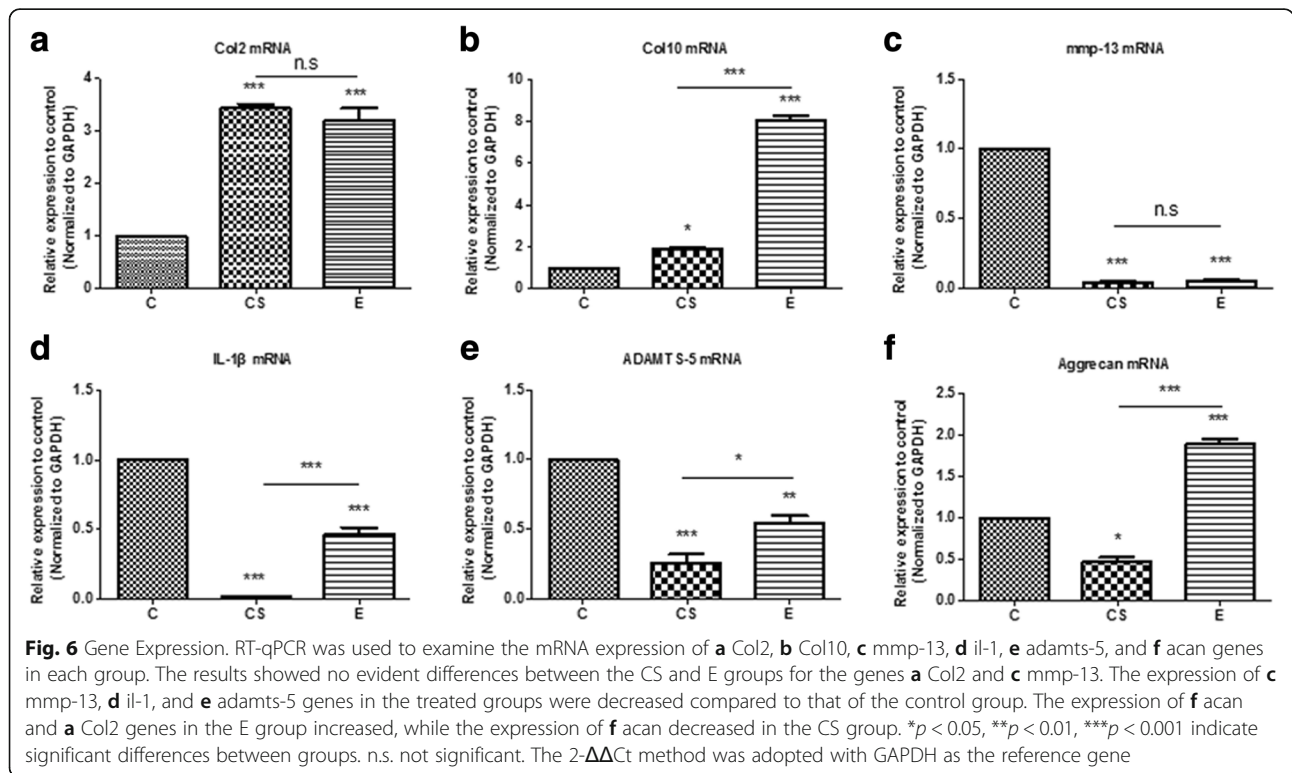 a
Col2 mRNA
n.s
*** ***
4
3
2
1
0
Relative expression to control
(Normalized to GAPDH)
C CS E
b
Col10 mRNA
***
***
*
10
8
6
4
2
0
Relative expression to control
(Normalized to GAPDH)
C CS E
c
mmp-13 mRNA
n.s
*** ***
1.5
1.0
0.5
0.0
Relative expression to control
(Normalized to GAPDH)
C CS E
d
IL-1β mRNA
***
***
***
1.5
1.0
0.5
0.0
Relative expression to control
(Normalized to GAPDH)
C CS E
e
ADAMTS-5 mRNA
*
**
***
1.5
1.0
0.5
0.0
Relative expression to control
(Normalized to GAPDH)
C CS E
f
Aggrecan mRNA
***
***
*
2.5
2.0
1.5
1.0
0.5
0.0
Relative expression to control
(Normalized to GAPDH)
C CS E
Fig. 6 Gene Expression. RT-qPCR was used to examine the mRNA expression of a Col2, b Col10, c mmp-13, d il-1, e adamts-5, and f acan genes
in each group. The results showed no evident differences between the CS and E groups for the genes a Col2 and c mmp-13. The expression of c
mmp-13, d il-1, and e adamts-5 genes in the treated groups were decreased compared to that of the control group. The expression of f acan
and a Col2 genes in the E group increased, while the expression of f acan decreased in the CS group. *p < 0.05, **p < 0.01, ***p < 0.001 indicate
significant differences between groups. n.s. not significant. The 2-ΔΔCt method was adopted with GAPDH as the reference gene